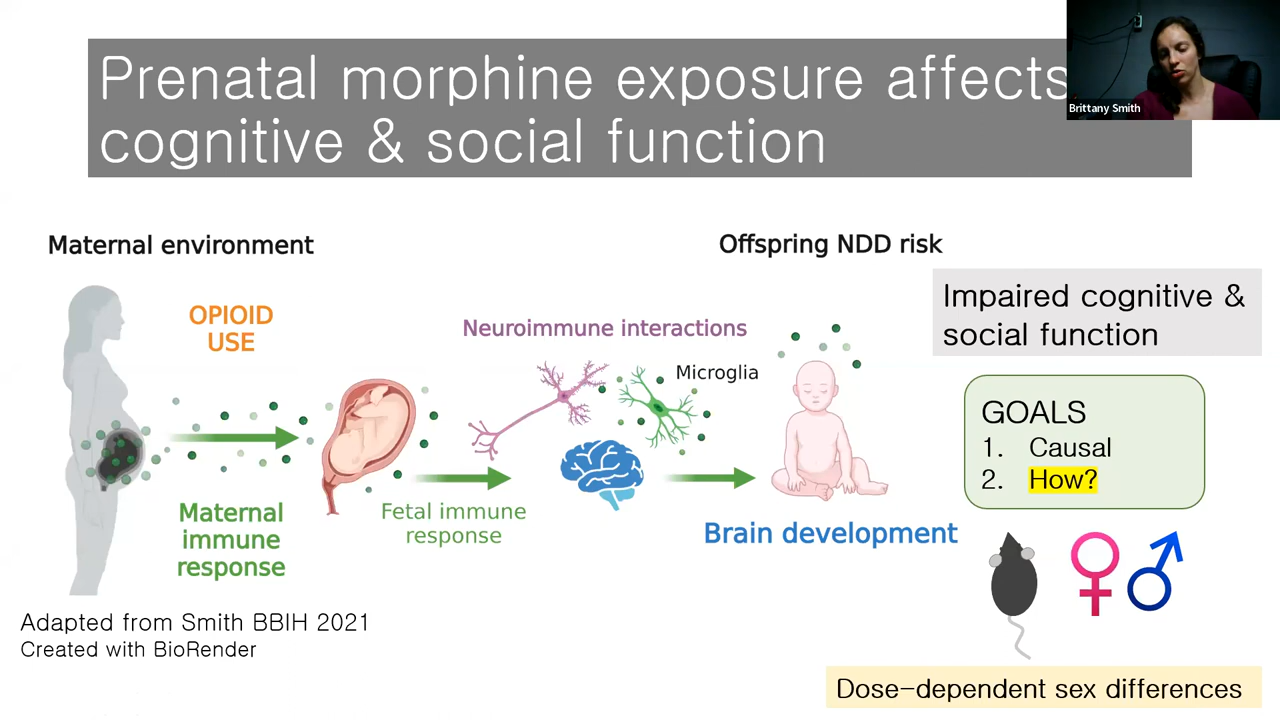 Prenatal morphine exposure affects
cognitive & social function
Brittany Smith
Maternal environment
Offspring NDD risk
Impaired cognitive &
social function
OPIOID
USE
Neuroimmune interactions
Microglia
GOALS
1. Causal
2. How?
Maternal
immune
response
Fetal immune
response
Brain development
Adapted from Smith BBIH 2021
Created with BioRender
Dose-dependent sex differences